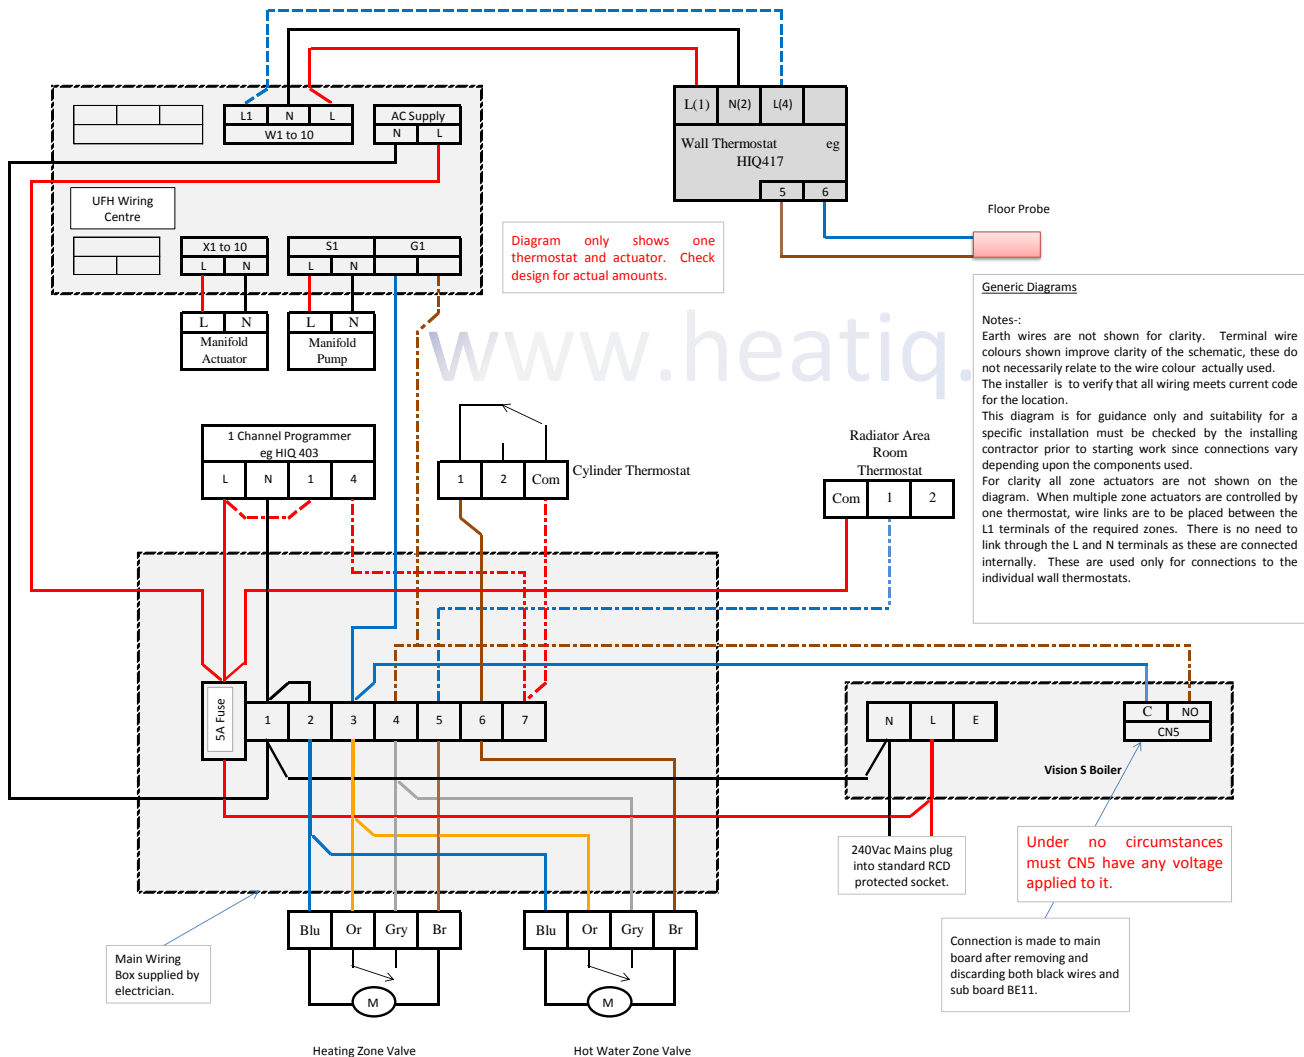 L1 N L
W1 to 10
AC Supply
N L
UFH Wiring
Centre
X1 to 10
L N
S1 G1
L N
L N
Manifold
Actuator
L N
Manifold
Pump
L(1) N(2) L(4)
Wall Thermostat eg
HIQ417
5 6
Floor Probe
Diagram only shows one
thermostat and actuator. Check
design for actual amounts.
www.heatiq.
Generic Diagrams
Notes-:
Earth wires are not shown for clarity. Terminal wire
colours shown improve clarity of the schematic, these do
not necessarily relate to the wire colour actually used.
The installer is to verify that all wiring meets current code
for the location.
This diagram is for guidance only and suitability for a
specific installation must be checked by the installing
contractor prior to starting work since connections vary
depending upon the components used.
For clarity all zone actuators are not shown on the
diagram. When multiple zone actuators are controlled by
one thermostat, wire links are to be placed between the
L1 terminals of the required zones. There is no need to
link through the L and N terminals as these are connected
internally. These are used only for connections to the
individual wall thermostats.
1 Channel Programmer
eg HIQ 403
L N 1 4
1 2 Com
Cylinder Thermostat
Radiator Area
Room
Thermostat
Com 1 2
5A Fuse
1 2 3 4 5 6 7
N L E
C NO
CN5
Vision S Boiler
240Vac Mains plug
into standard RCD
protected socket.
Under no circumstances
must CN5 have any voltage
applied to it.
Connection is made to main
board after removing and
discarding both black wires and
sub board BE11.
Main Wiring
Box supplied by
electrician.
Blu Or Gry Br
M
Heating Zone Valve
Blu Or Gry Br
M
Hot Water Zone Valve